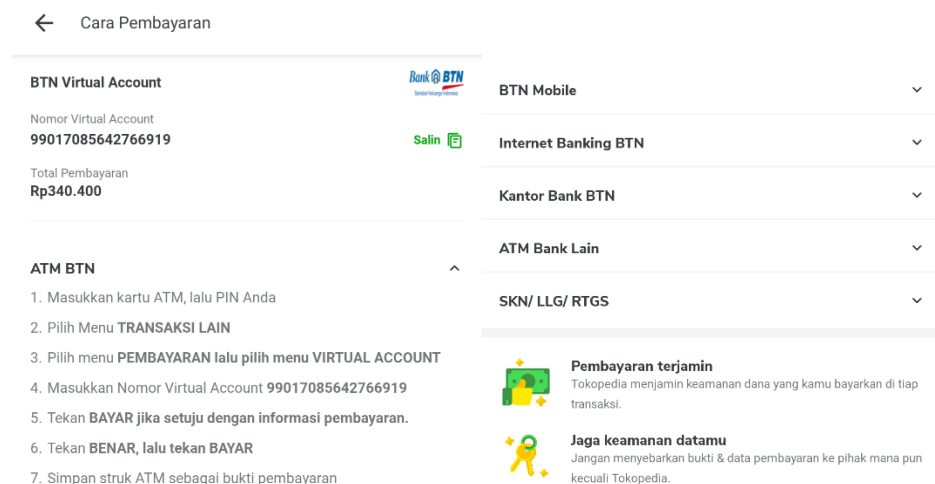 Cara Pembayaran
BTN Virtual Account
Bank BTN
Nomor Virtual Account
99017085642766919
Salin
Total Pembayaran
Rp340.400
ATM BTN
1. Masukkan kartu ATM, lalu PIN Anda
2. Pilih Menu TRANSAKSI LAIN
3. Pilih menu PEMBAYARAN lalu pilih menu VIRTUAL ACCOUNT
4. Masukkan Nomor Virtual Account 99017085642766919
5. Tekan BAYAR jika setuju dengan informasi pembayaran.
6. Tekan BENAR, lalu tekan BAYAR
7. Simpan struk ATM sebagai bukti pembayaran
BTN Mobile
Internet Banking BTN
Kantor Bank BTN
ATM Bank Lain
SKN/ LLG/ RTGS
Pembayaran terjamin
Tokopedia menjamin keamanan dana yang kamu bayarkan di tiap
transaksi.
Jaga keamanan datamu
Jangan menyebarkan bukti & data pembayaran ke pihak mana pun
kecuali Tokopedia.